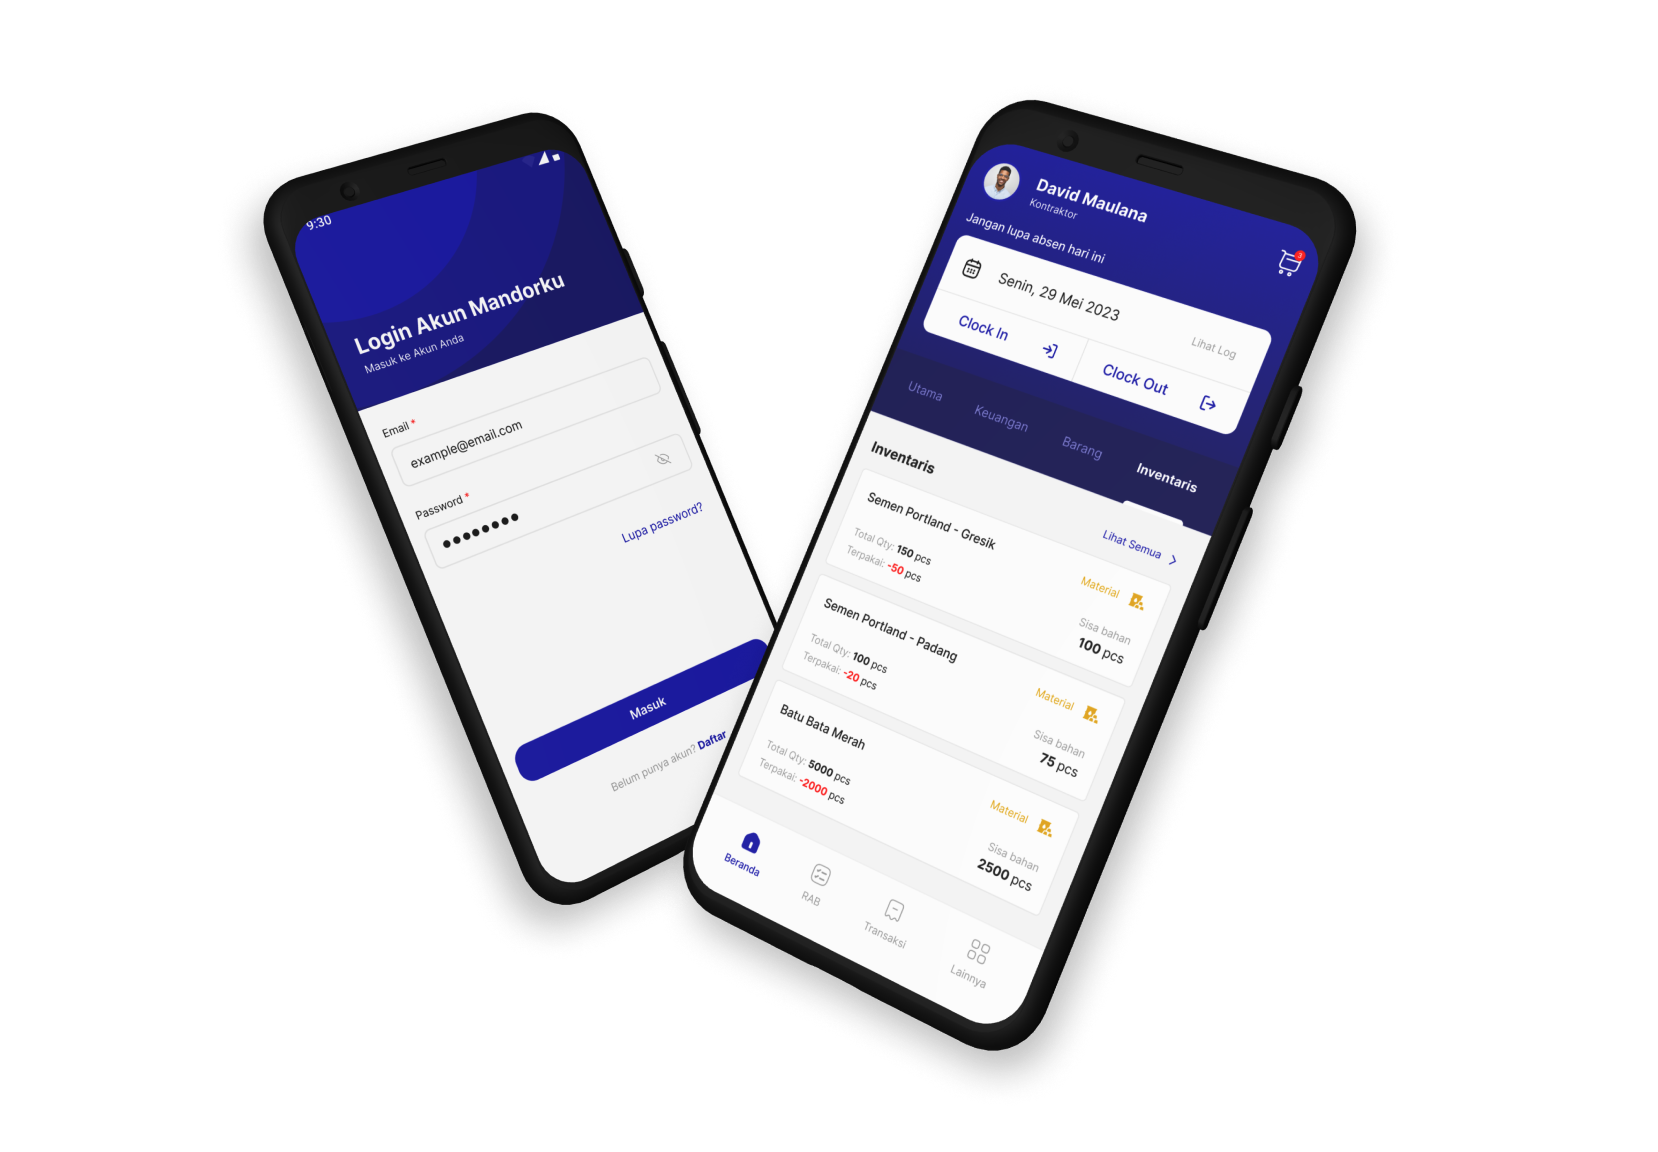 9:30
Login Akun Mandorku
Masuk ke Akun Anda
Email *
example@email.com
Password *
Lupa password?
Masuk
Belum punya akun? Daftar
David Maulana
Kontraktor
Jangan lupa absen hari ini
Senin, 29 Mei 2023
Lihat Log
Clock In
Clock Out
Utama
Keuangan
Barang
Inventaris
Inventaris
Lihat Semua
Semen Portland - Gresik
Material
Total Qty: 150 pcs
Terpakai: -50 pcs
Sisa bahan
100 pcs
Semen Portland - Padang
Material
Total Qty: 100 pcs
Terpakai: -20 pcs
Sisa bahan
75 pcs
Batu Bata Merah
Material
Total Qty: 5000 pcs
Terpakai: -2000 pcs
Sisa bahan
2500 pcs
Beranda
RAB
Transaksi
Lainnya